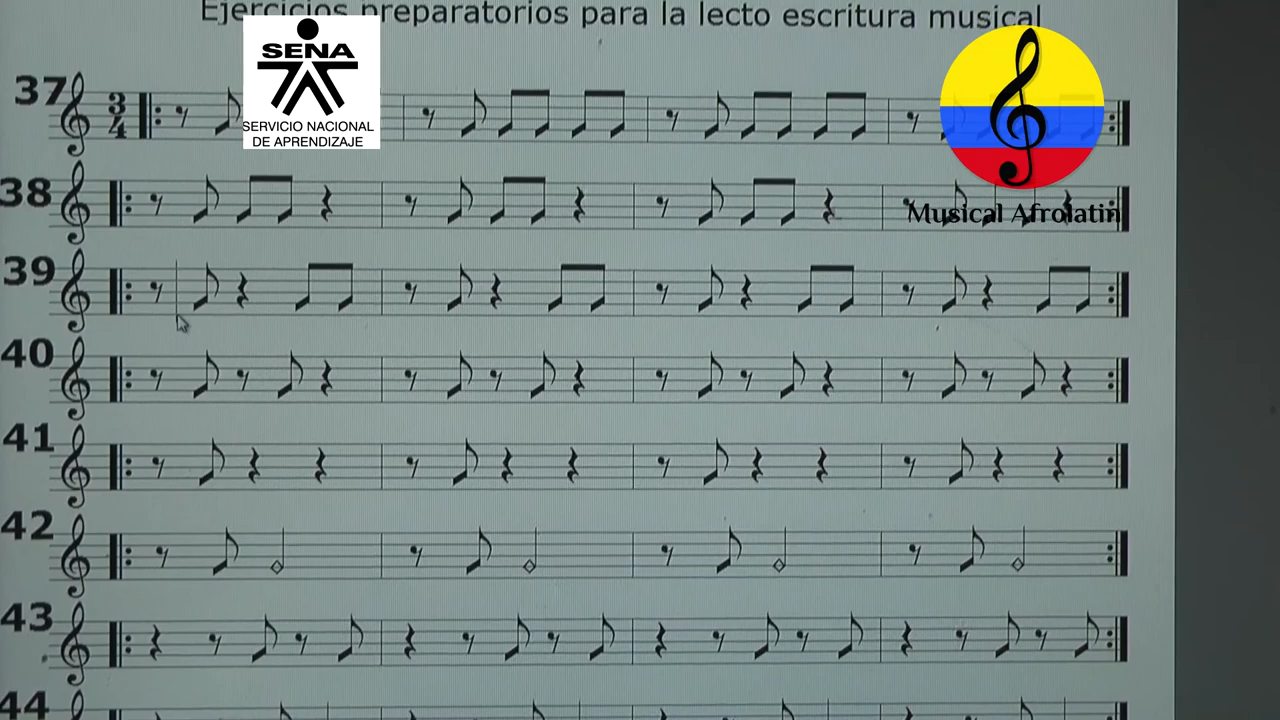 Ejercicios preparatorios para la lecto escritura musical
SENA
SERVICIO NACIONAL
DE APRENDIZAJE
37
3
4
Musical Afrolatin
38
39
40
41
42
43
44